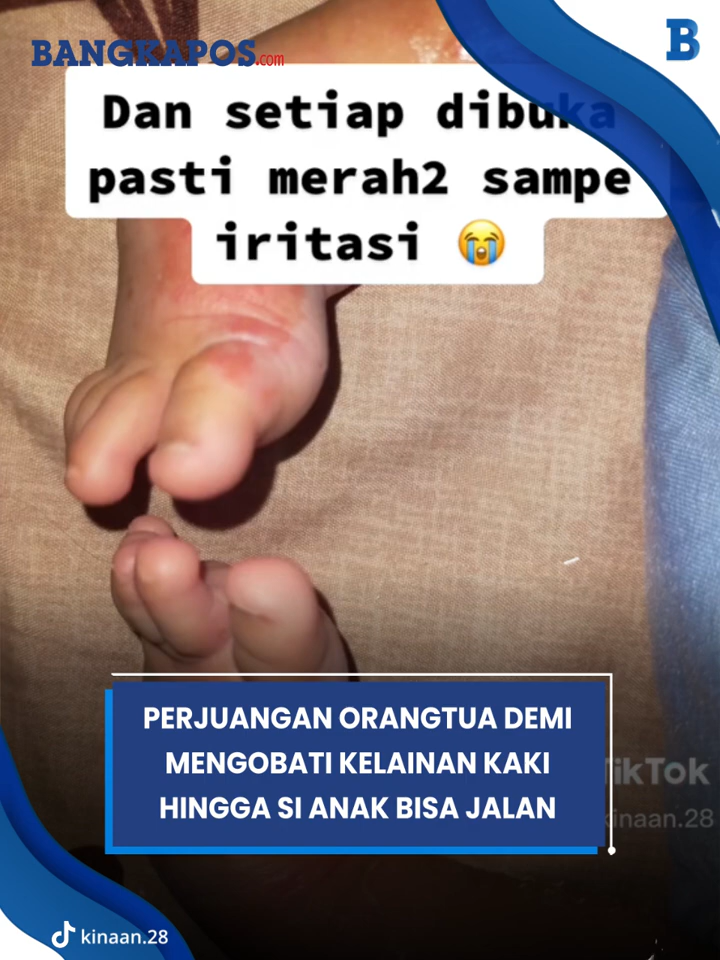 BANGKAPOS.com
B
Dan setiap dibuka
pasti merah2 sampe
iritasi 😭
PERJUANGAN ORANGTUA DEMI
MENGOBATI KELAINAN KAKI
HINGGA SI ANAK BISA JALAN
TikTok
kinaan.28
kinaan.28